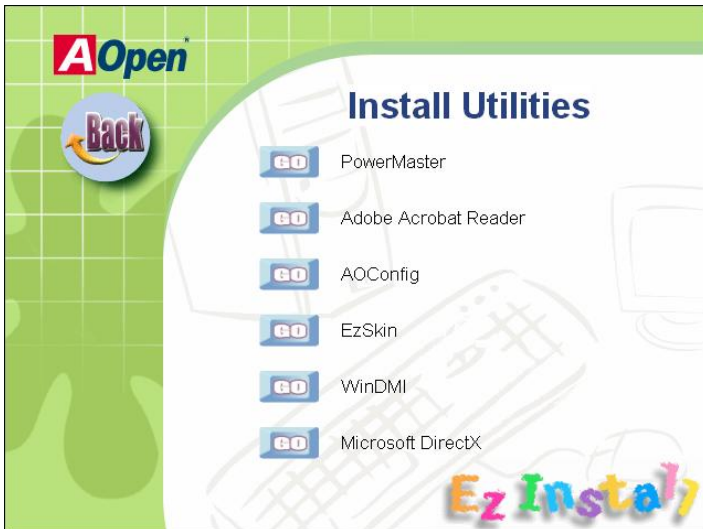 AOpen
Back
Install Utilities
GO PowerMaster
GO Adobe Acrobat Reader
GO AOConfig
GO EzSkin
GO WinDMI
GO Microsoft DirectX
Ez Install